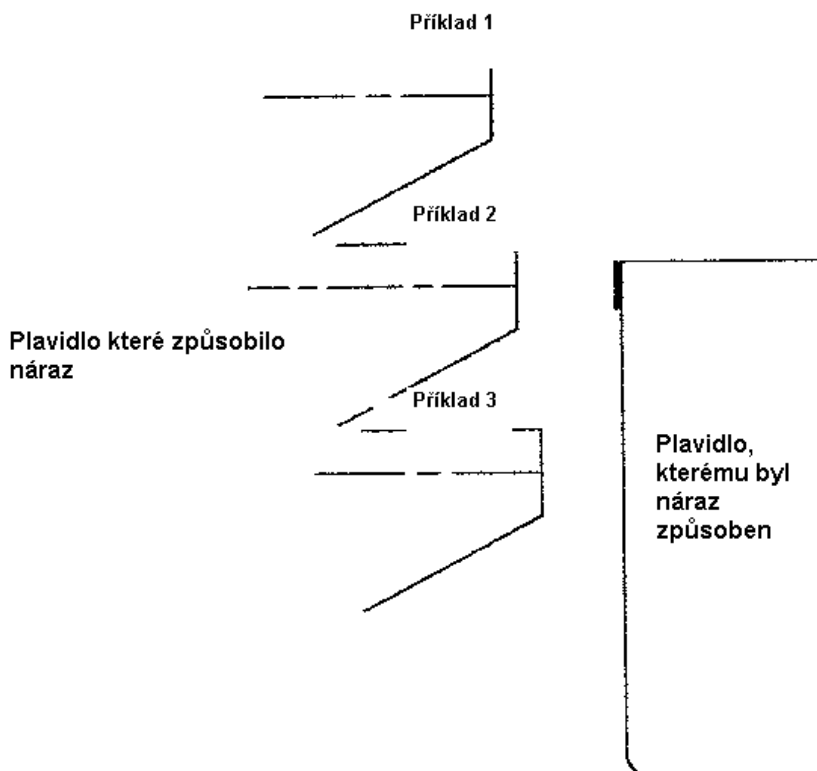 Příklad 1
Příklad 2
Plavidlo které způsobilo
náraz
Příklad 3
Plavidlo,
kterému byl
náraz
způsoben